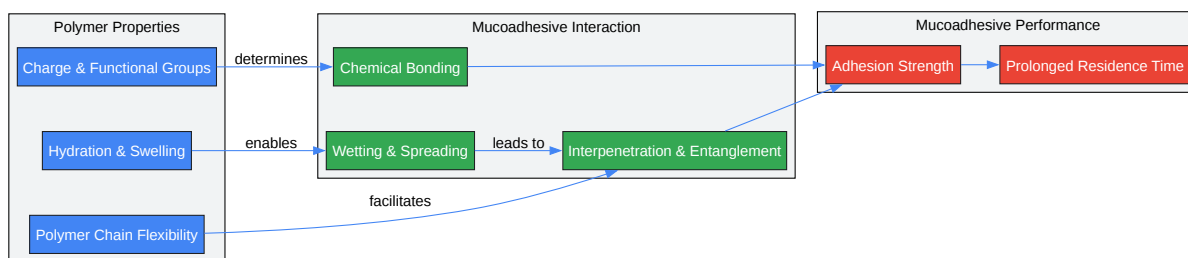 Polymer Properties
Mucoadhesive Interaction
Mucoadhesive Performance
Charge & Functional Groups
determines
Chemical Bonding
Adhesion Strength
Prolonged Residence Time
Hydration & Swelling
enables
Wetting & Spreading
leads to
Interpenetration & Entanglement
facilitates
Polymer Chain Flexibility